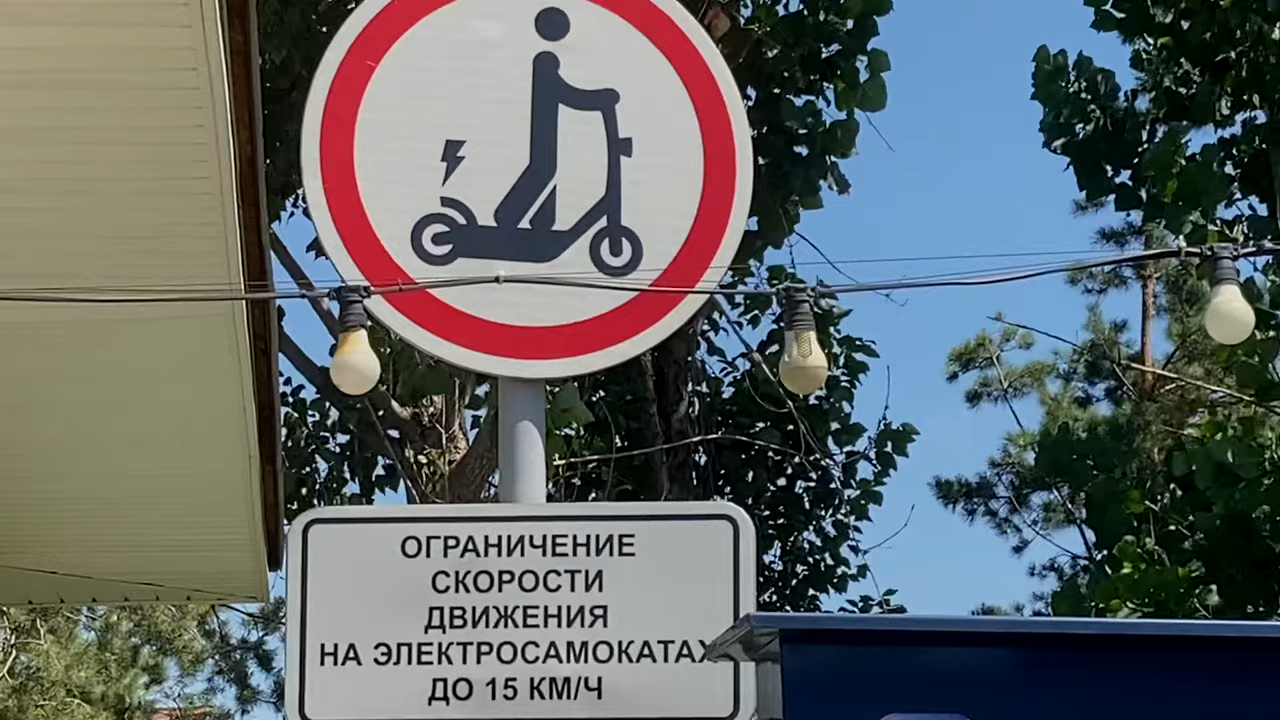 ОГРАНИЧЕНИЕ
СКОРОСТИ
ДВИЖЕНИЯ
НА ЭЛЕКТРОСАМОКАТАХ
ДО 15 КМ/Ч